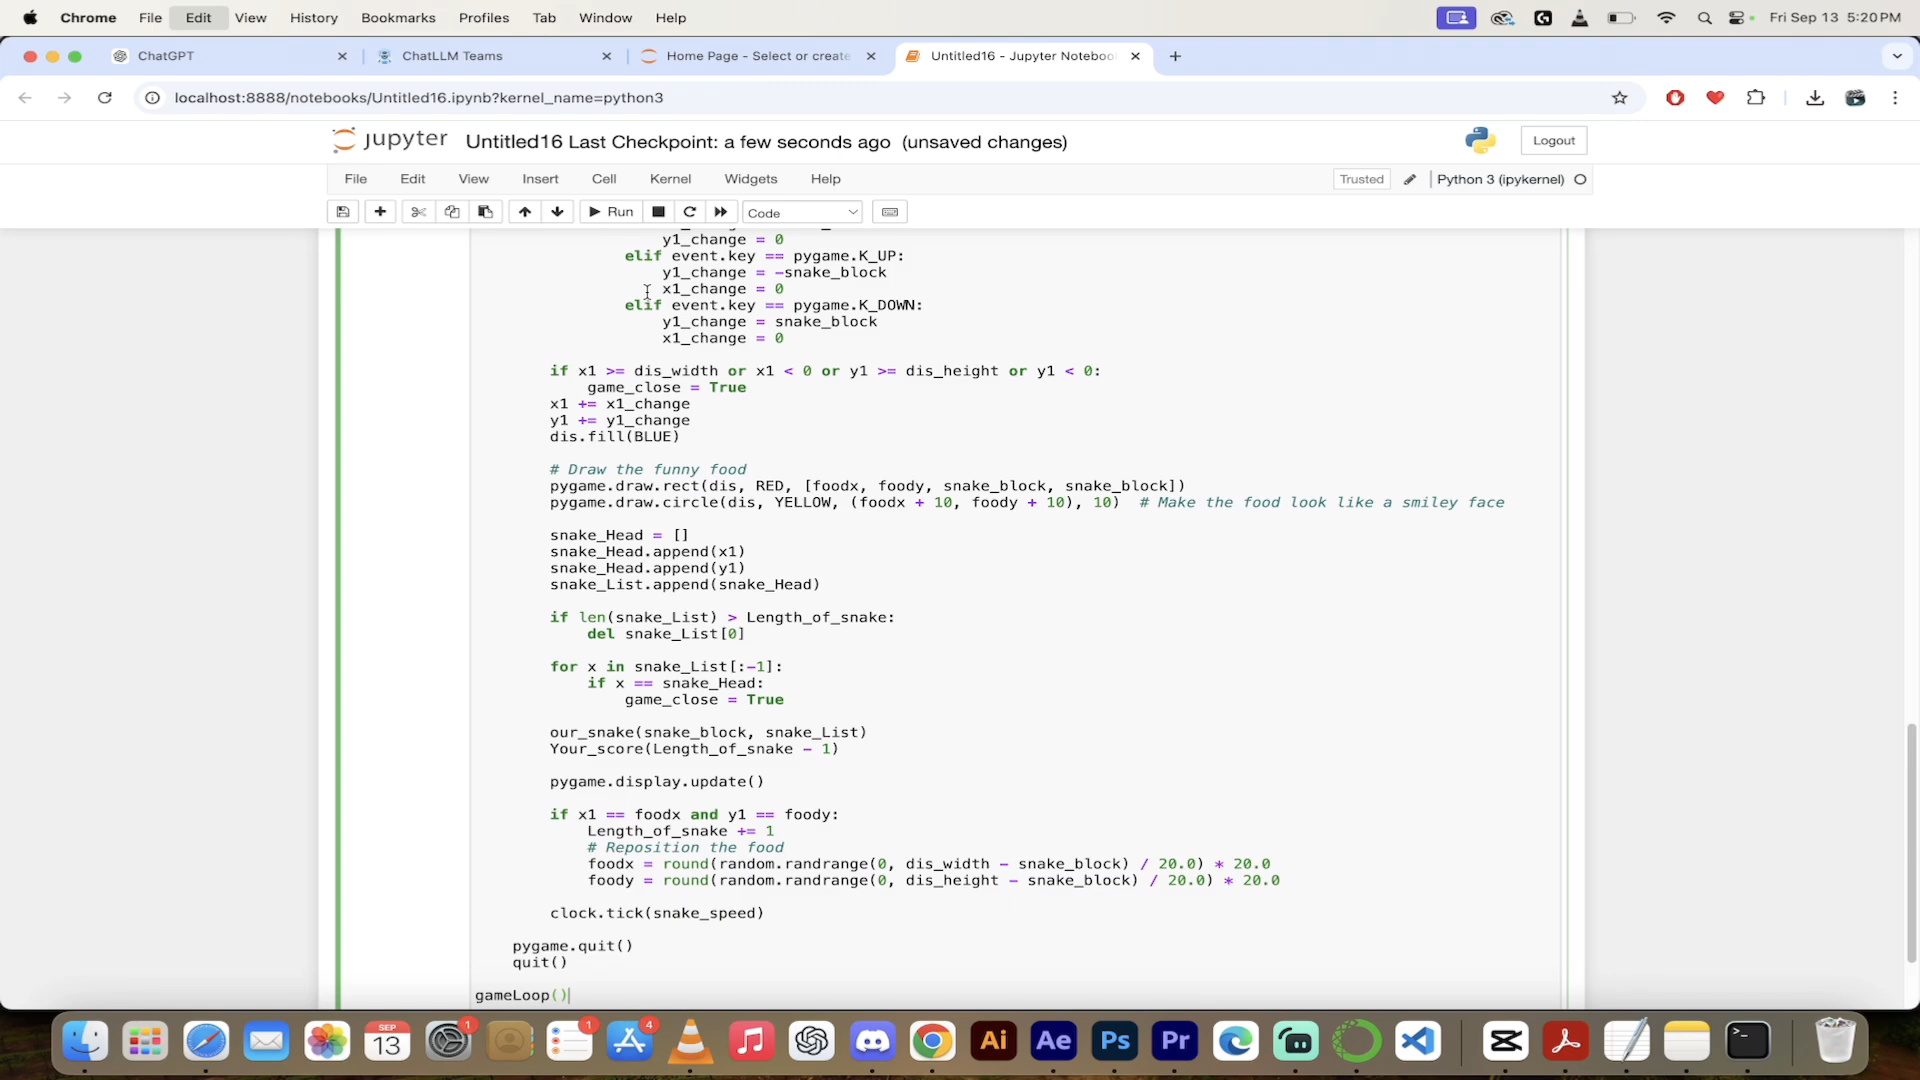 Chrome File Edit View History Bookmarks Profiles Tab Window Help Fri Sep 13 5:20 PM
ChatGPT ChatLLM Teams Home Page - Select or create Untitled16 - Jupyter Notebook
localhost:8888/notebooks/Untitled16.ipynb?kernel_name=python3
jupyter Untitled16 Last Checkpoint: a few seconds ago (unsaved changes) Logout
File Edit View Insert Cell Kernel Widgets Help Trusted Python 3 (ipykernel)
Run Code
y1_change = 0
elif event.key == pygame.K_UP:
y1_change = -snake_block
x1_change = 0
elif event.key == pygame.K_DOWN:
y1_change = snake_block
x1_change = 0
if x1 >= dis_width or x1 < 0 or y1 >= dis_height or y1 < 0:
game_close = True
x1 += x1_change
y1 += y1_change
dis.fill(BLUE)
# Draw the funny food
pygame.draw.rect(dis, RED, [foodx, foody, snake_block, snake_block])
pygame.draw.circle(dis, YELLOW, (foodx + 10, foody + 10), 10)  # Make the food look like a smiley face
snake_Head = []
snake_Head.append(x1)
snake_Head.append(y1)
snake_List.append(snake_Head)
if len(snake_List) > Length_of_snake:
del snake_List[0]
for x in snake_List[:-1]:
if x == snake_Head:
game_close = True
our_snake(snake_block, snake_List)
Your_score(Length_of_snake - 1)
pygame.display.update()
if x1 == foodx and y1 == foody:
Length_of_snake += 1
# Reposition the food
foodx = round(random.randrange(0, dis_width - snake_block) / 20.0) * 20.0
foody = round(random.randrange(0, dis_height - snake_block) / 20.0) * 20.0
clock.tick(snake_speed)
pygame.quit()
quit()
gameLoop()
SEP 13 1 1 4 Ai Ae Ps Pr